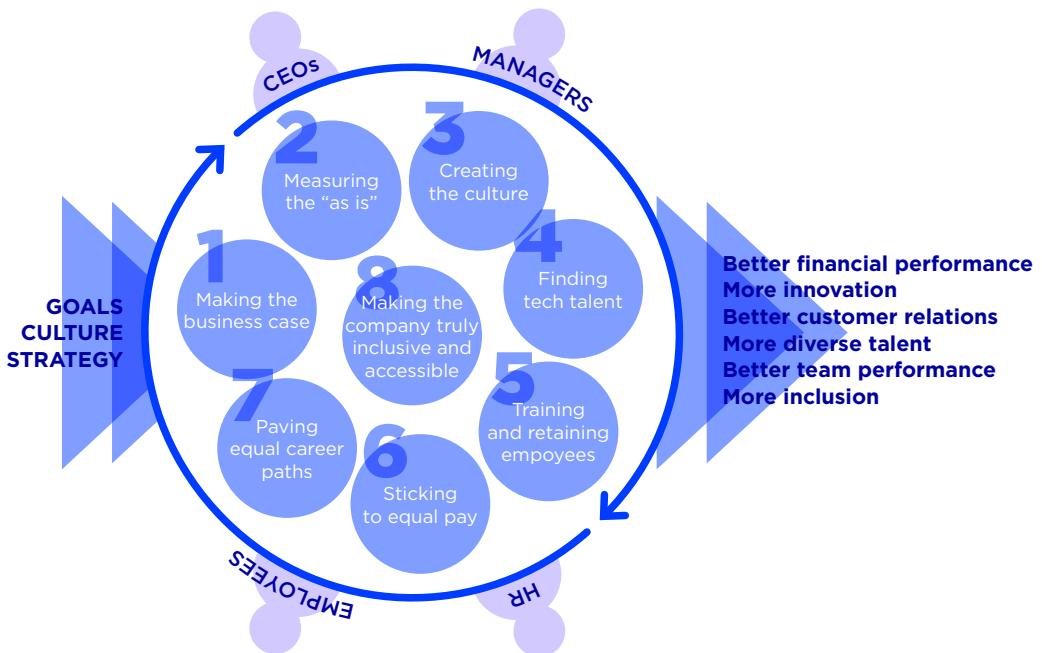 CEOs
MANAGERS
GOALS
CULTURE
STRATEGY
1
Making the
business case
2
Measuring
the “as is”
3
Creating
the culture
4
Finding
tech talent
5
Training
and retaining
empoyees
6
Sticking
to equal pay
7
Paving
equal career
paths
8
Making the
company truly
inclusive and
accessible
Better financial performance
More innovation
Better customer relations
More diverse talent
Better team performance
More inclusion
EMPLOYEES
HR